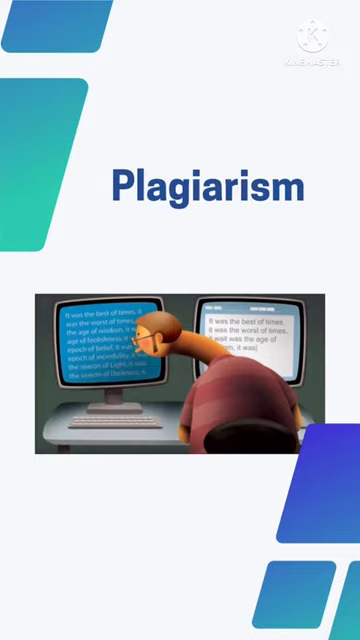 K
KINEMASTER
Plagiarism
It was the best of times, it
was the worst of times,
the age of wisdom, it w
age of foolishness, it
epoch of belief, it was
epoch of incredulity, it
the season of Light, it was
the season of Darkness, it
It was the best of times,
it was the worst of times,
it wait was the age of
it was